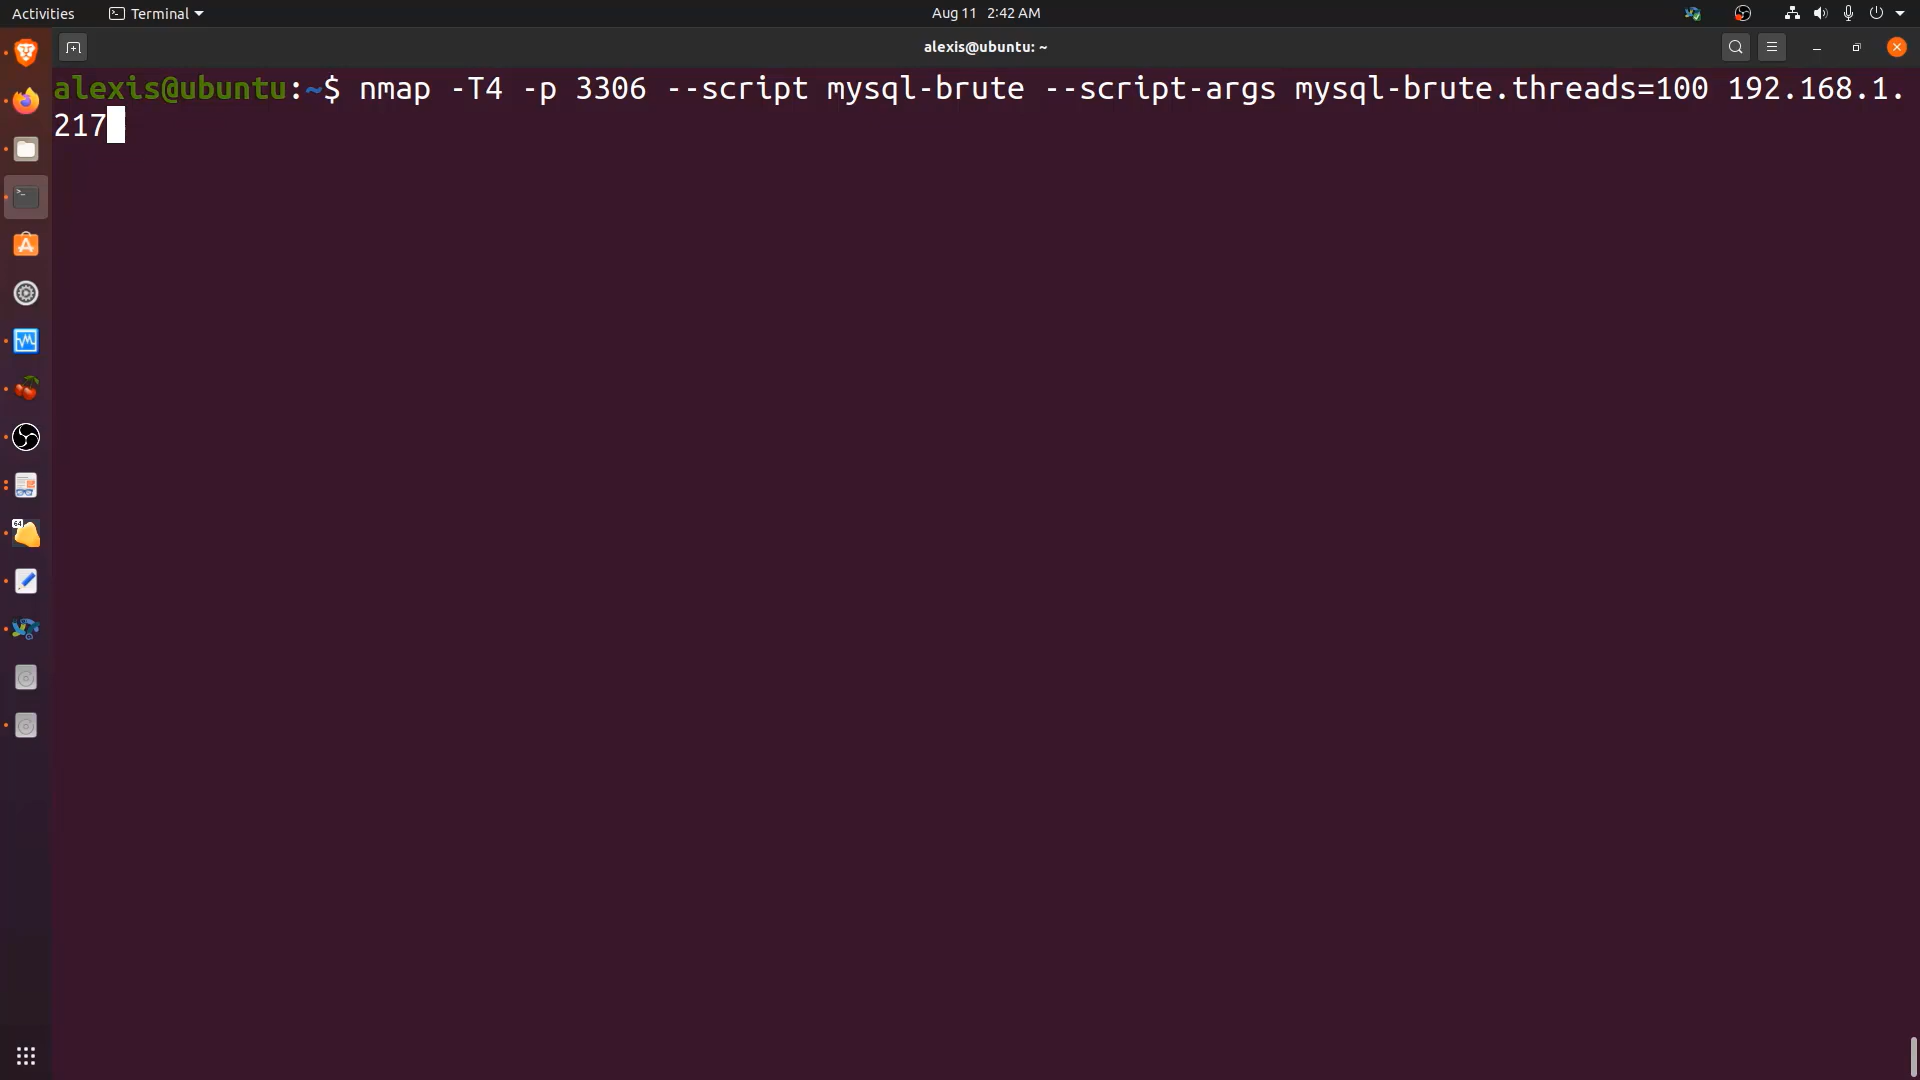 Activities
Terminal
Aug 11 2:42 AM
alexis@ubuntu: ~
alexis@ubuntu:~$ nmap -T4 -p 3306 --script mysql-brute --script-args mysql-brute.threads=100 192.168.1.
217
64